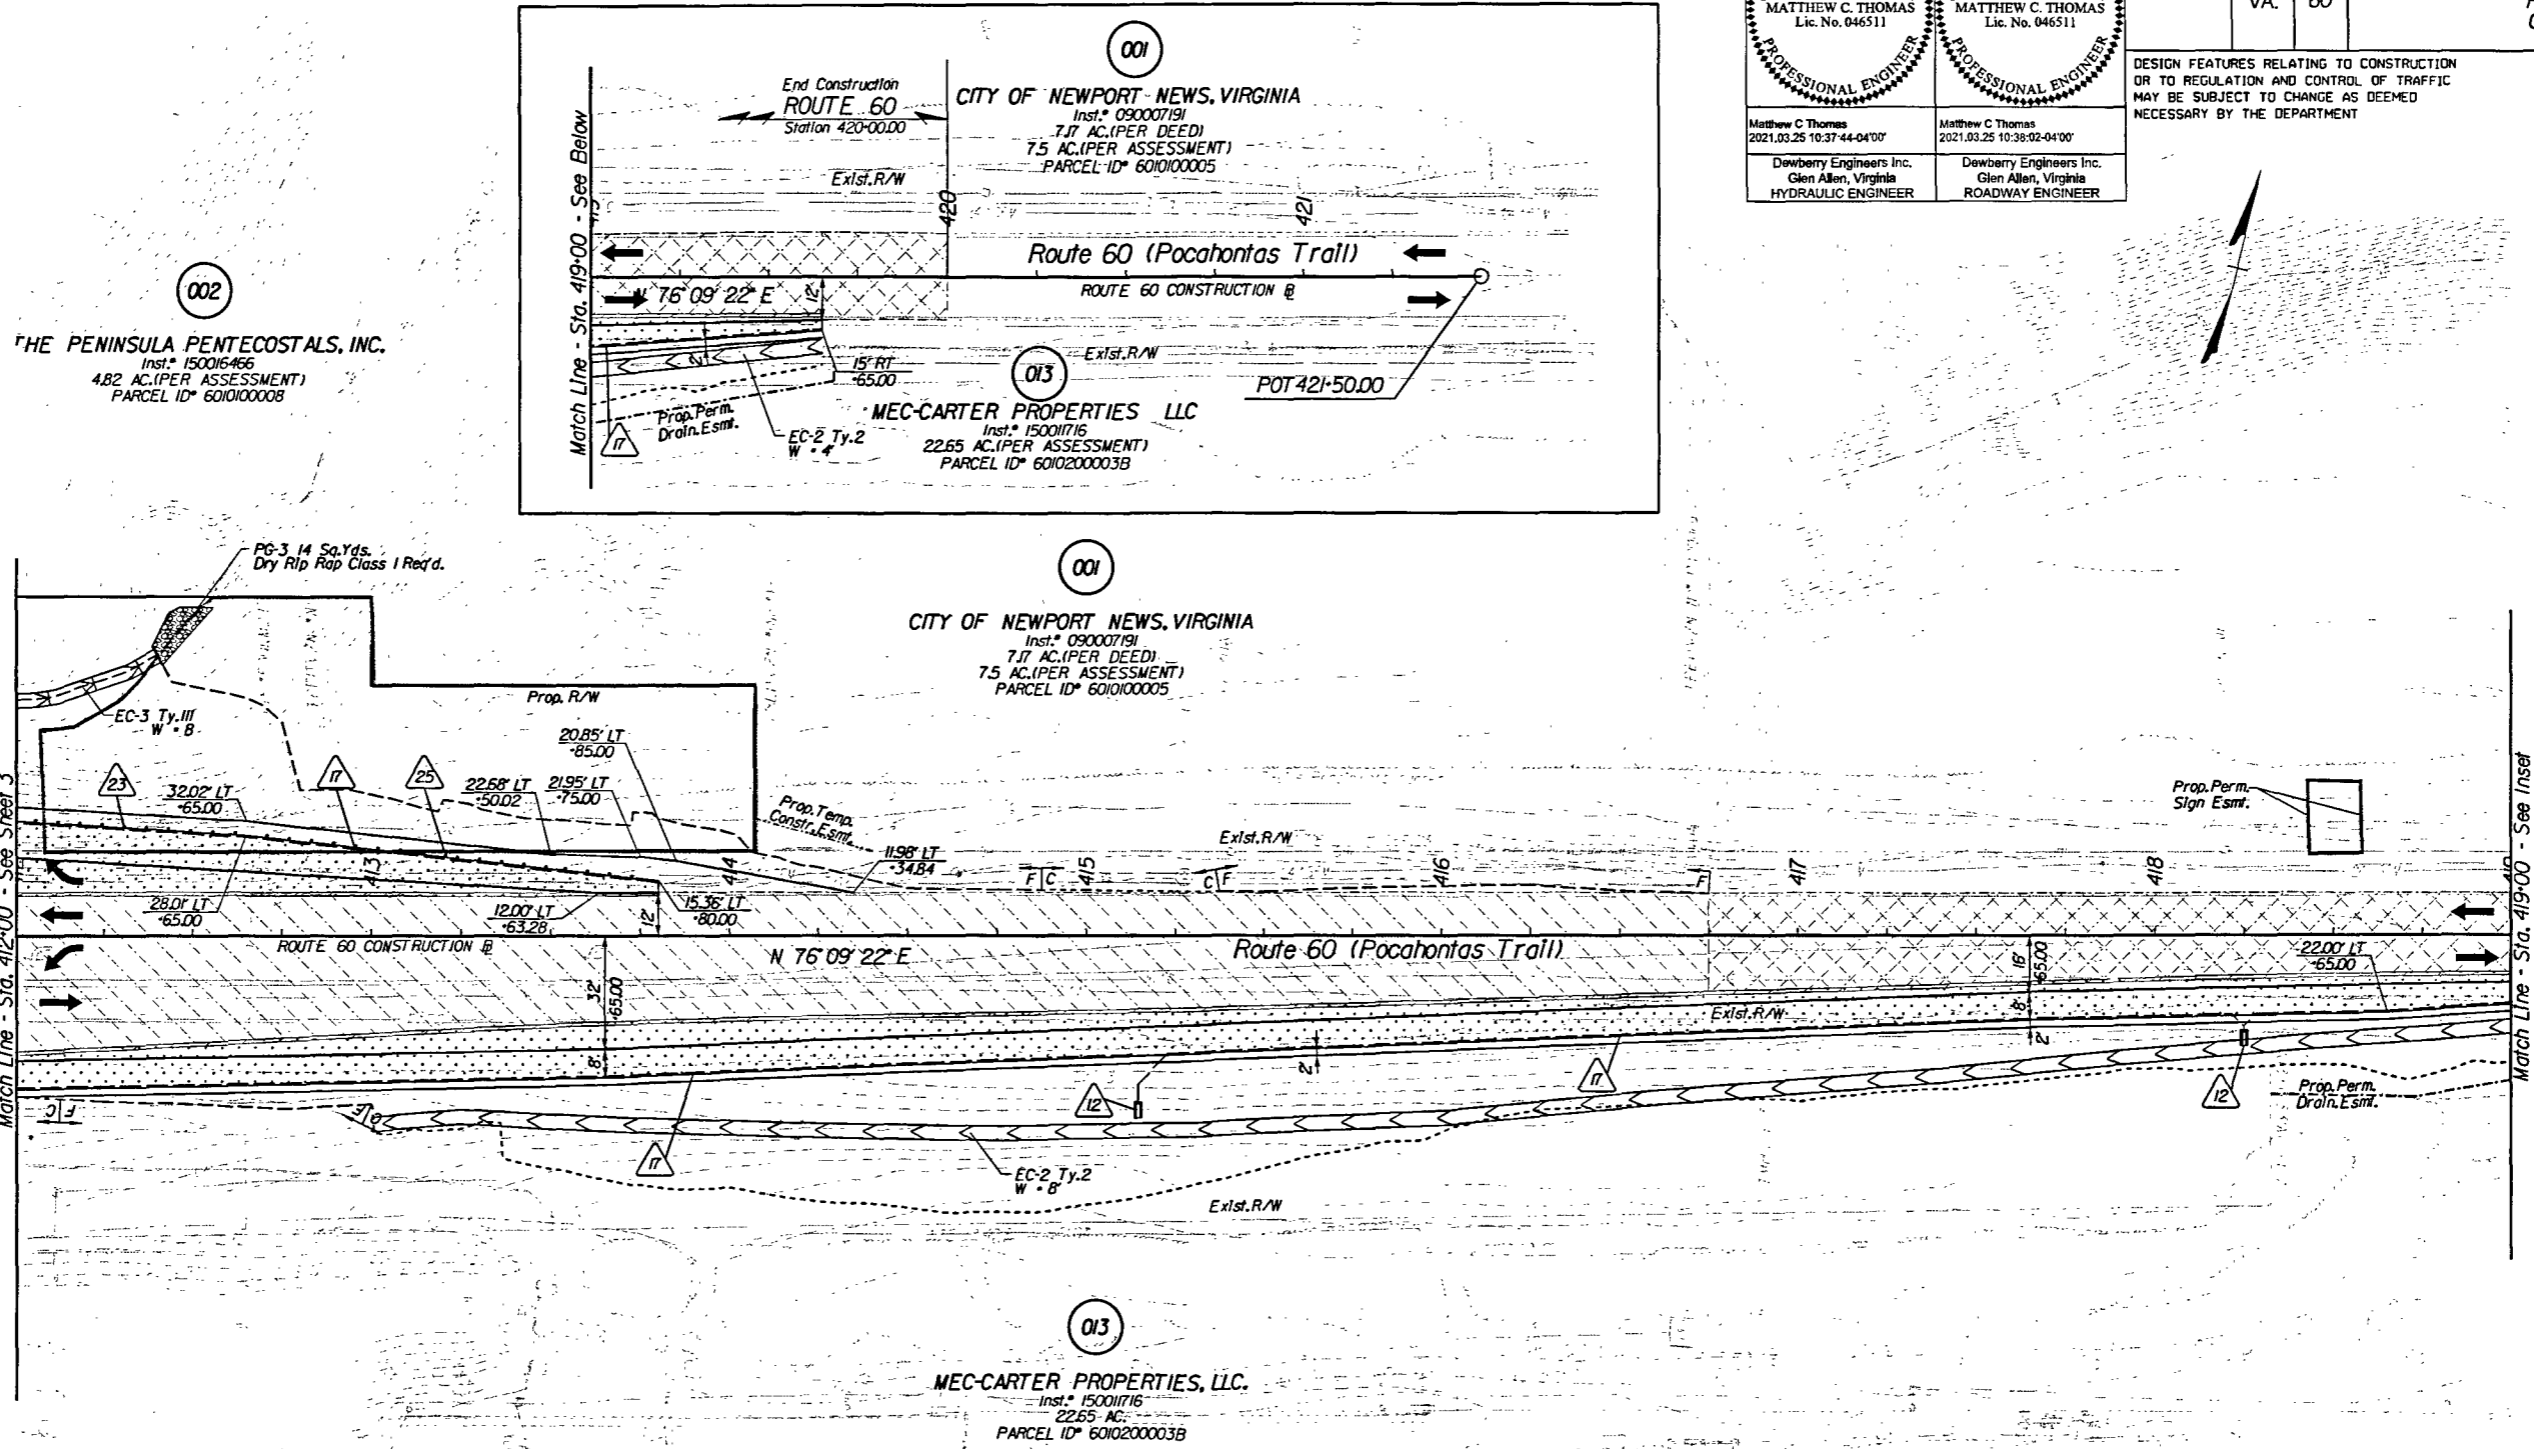 MATTHEW C. THOMAS
Lic. No. 046511
PROFESSIONAL ENGINEER
MATTHEW C. THOMAS
Lic. No. 046511
PROFESSIONAL ENGINEER
VA. 60
DESIGN FEATURES RELATING TO CONSTRUCTION
OR TO REGULATION AND CONTROL OF TRAFFIC
MAY BE SUBJECT TO CHANGE AS DEEMED
NECESSARY BY THE DEPARTMENT
Matthew C Thomas
2021.03.25 10:37:44-04'00'
Matthew C Thomas
2021.03.25 10:38:02-04'00'
Dewberry Engineers Inc.
Glen Allen, Virginia
HYDRAULIC ENGINEER
Dewberry Engineers Inc.
Glen Allen, Virginia
ROADWAY ENGINEER
Match Line - Sta. 419+00 - See Below
End Construction
ROUTE 60
Station 420+00.00
001
CITY OF NEWPORT NEWS, VIRGINIA
Inst.# 090007191
7.17 AC.(PER DEED)
7.5 AC.(PER ASSESSMENT)
PARCEL ID# 6010100005
Exist.R/W
420
421
Route 60 (Pocahontas Trail)
N 76°09'22" E
12'
ROUTE 60 CONSTRUCTION BL
2'
15' RT
+65.00
Exist.R/W
POT 421+50.00
17
Prop.Perm.
Drain.Esmt.
EC-2 Ty.2
W = 4'
013
MEC-CARTER PROPERTIES LLC
Inst.# 150011716
22.65 AC.(PER ASSESSMENT)
PARCEL ID# 6010200003B
002
THE PENINSULA PENTECOSTALS, INC.
Inst.# 150016466
4.82 AC.(PER ASSESSMENT)
PARCEL ID# 6010100008
PG-3 14 Sq.Yds.
Dry Rip Rap Class I Req'd.
001
CITY OF NEWPORT NEWS, VIRGINIA
Inst.# 090007191
7.17 AC.(PER DEED)
7.5 AC.(PER ASSESSMENT)
PARCEL ID# 6010100005
Match Line - Sta. 412+00 - See Sheet 3
EC-3 Ty.III
W = 8
Prop. R/W
23
17
25
32.02' LT
+65.00
22.68' LT
+50.02
21.95' LT
+75.00
20.85' LT
+85.00
Prop.Temp.
Constr.Esmt.
11.98' LT
+34.84
Exist.R/W
Prop.Perm.
Sign Esmt.
413
414
F|C
415
C|F
416
F
417
418
28.01' LT
+65.00
12.00' LT
+63.28
12'
15.36' LT
+80.00
ROUTE 60 CONSTRUCTION BL
N 76°09'22" E
Route 60 (Pocahontas Trail)
32'
+65.00
8'
16'
+65.00
8'
2'
22.00' LT
+65.00
Exist.R/W
2'
C|F
C|F
12
17
17
12
EC-2 Ty.2
W = 8'
Prop.Perm.
Drain.Esmt.
Exist.R/W
Match Line - Sta. 419+00 - See Inset
013
MEC-CARTER PROPERTIES, LLC.
Inst.# 150011716
22.65 AC.
PARCEL ID# 6010200003B